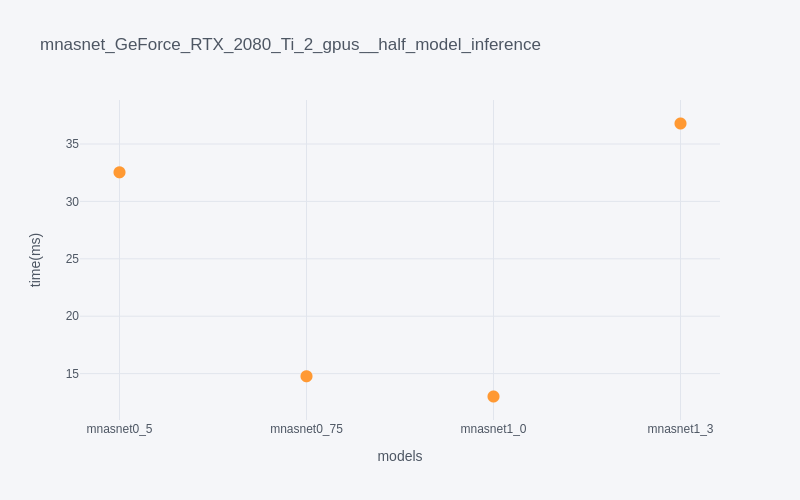 mnasnet_GeForce_RTX_2080_Ti_2_gpus__half_model_inference
35
30
25
20
15
time(ms)
mnasnet0_5
mnasnet0_75
mnasnet1_0
mnasnet1_3
models